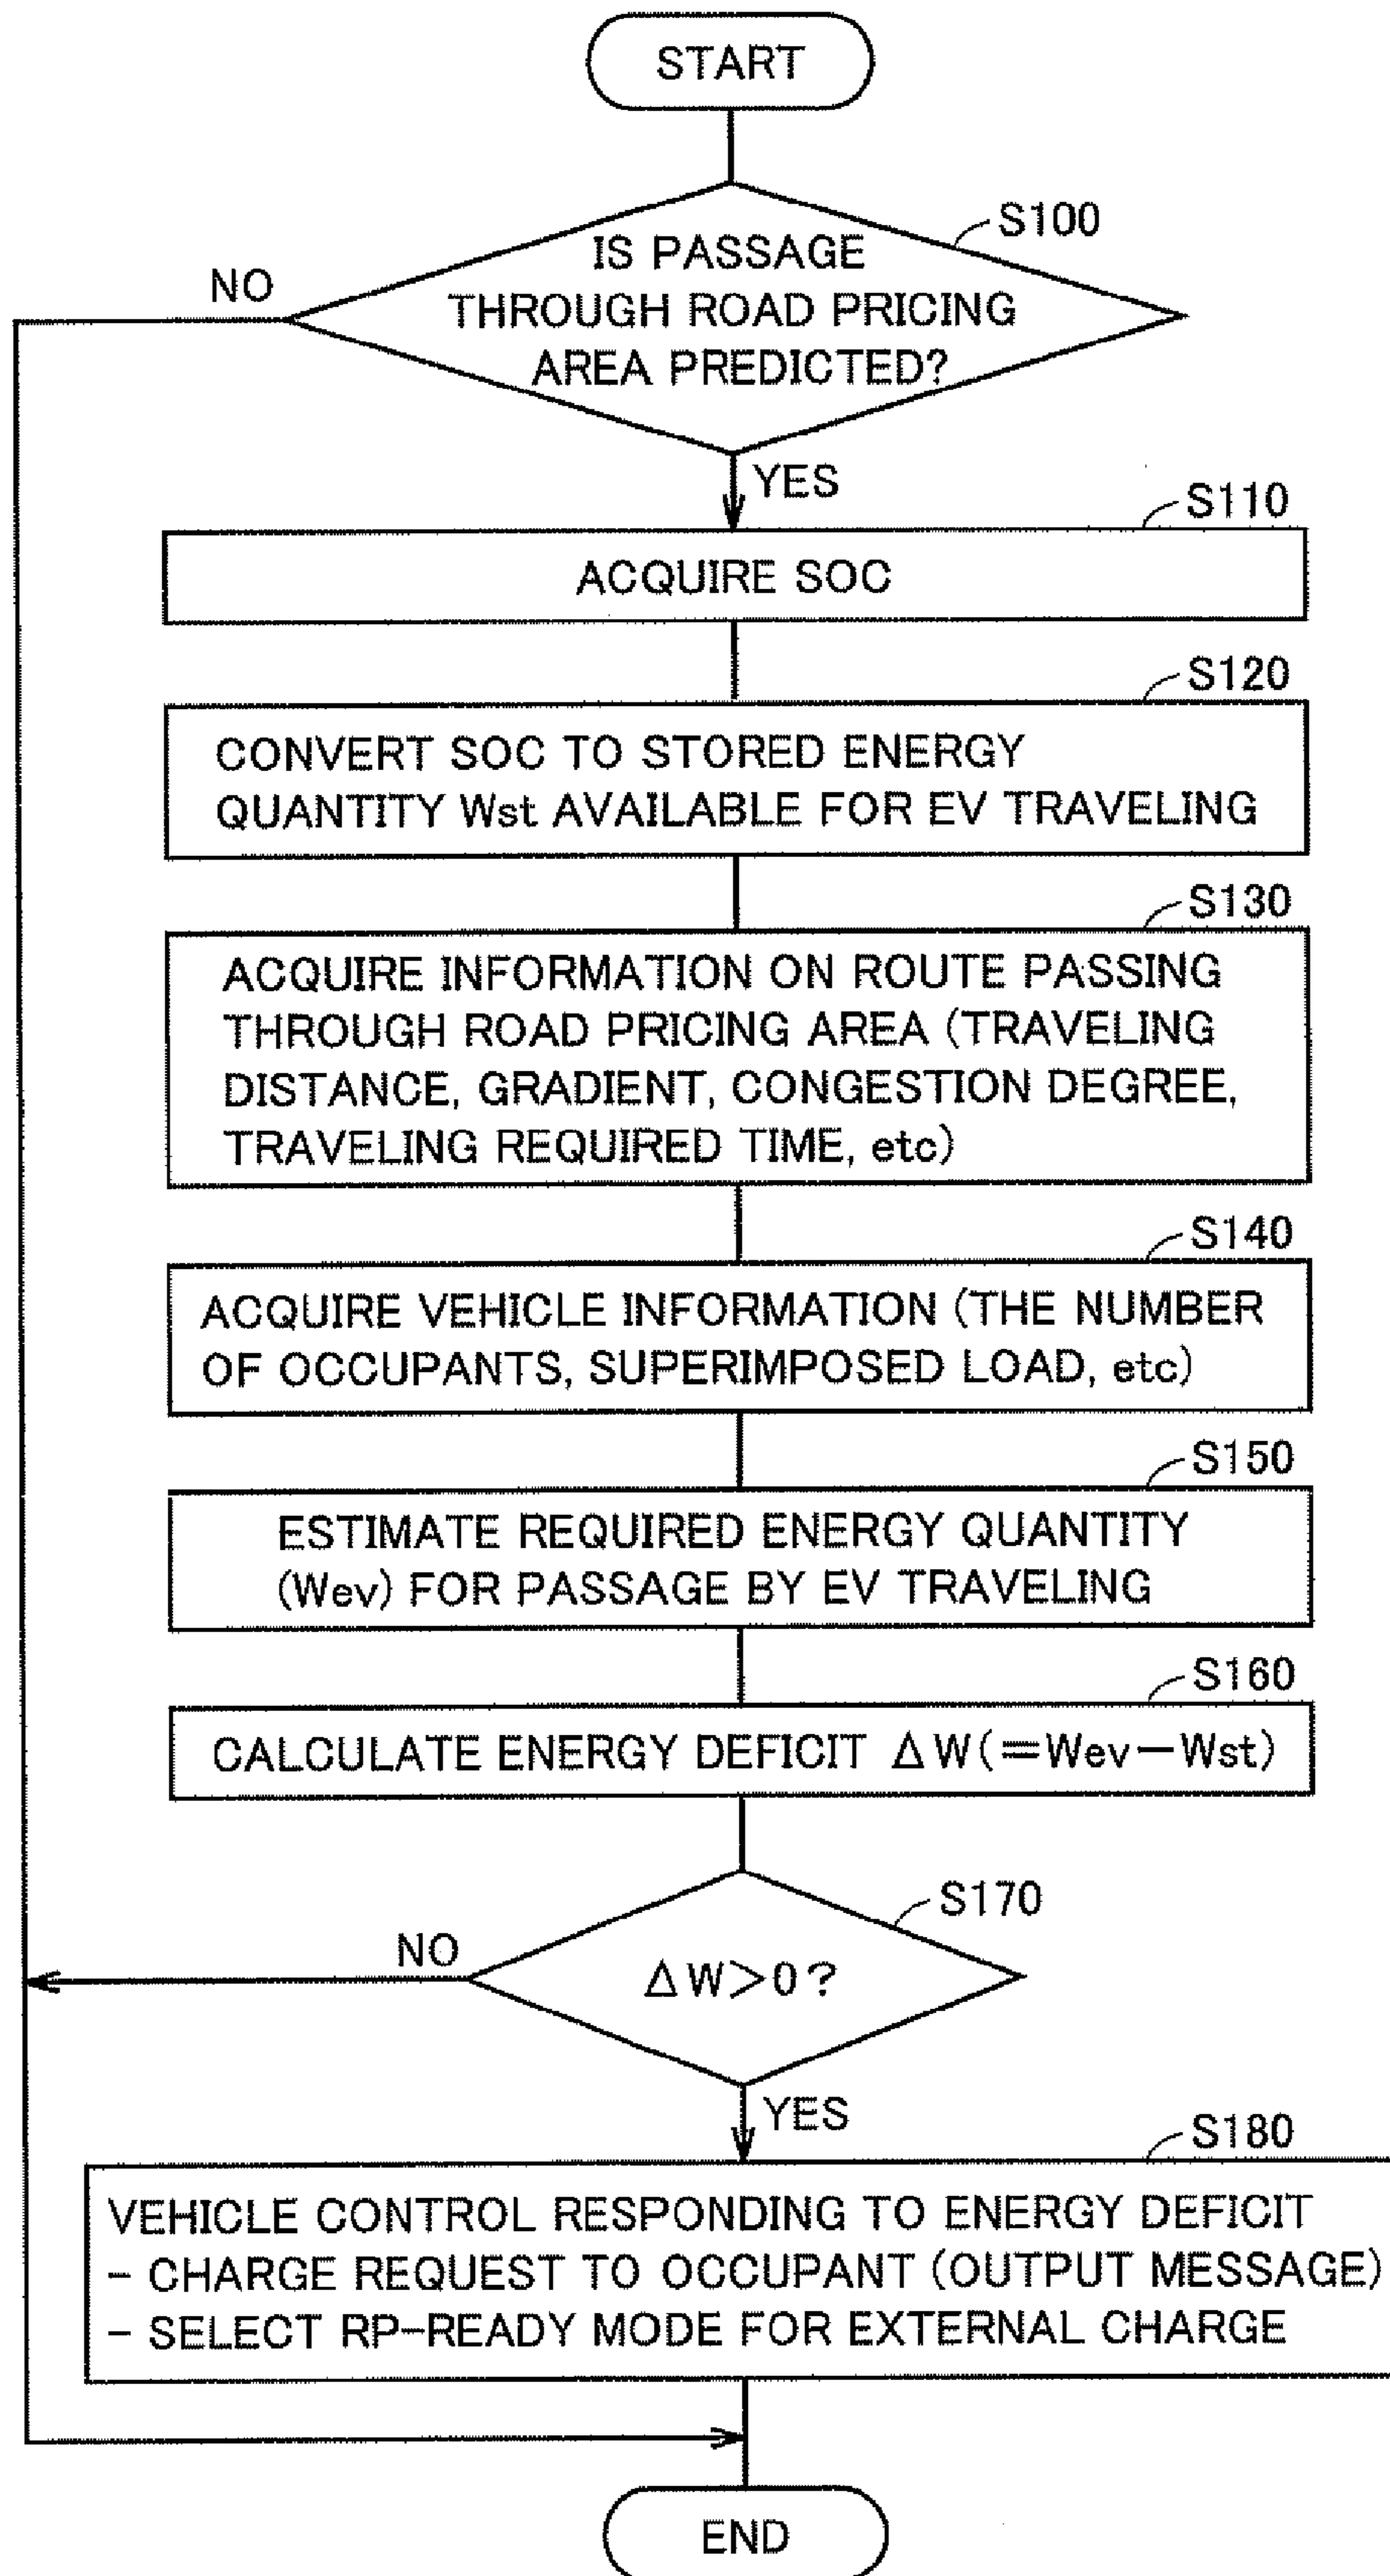 START
S100
IS PASSAGE
THROUGH ROAD PRICING
AREA PREDICTED?
NO
YES
S110
ACQUIRE SOC
S120
CONVERT SOC TO STORED ENERGY
QUANTITY Wst AVAILABLE FOR EV TRAVELING
S130
ACQUIRE INFORMATION ON ROUTE PASSING
THROUGH ROAD PRICING AREA (TRAVELING
DISTANCE, GRADIENT, CONGESTION DEGREE,
TRAVELING REQUIRED TIME, etc)
S140
ACQUIRE VEHICLE INFORMATION (THE NUMBER
OF OCCUPANTS, SUPERIMPOSED LOAD, etc)
S150
ESTIMATE REQUIRED ENERGY QUANTITY
(Wev) FOR PASSAGE BY EV TRAVELING
S160
CALCULATE ENERGY DEFICIT ΔW(=Wev−Wst)
S170
ΔW>0?
NO
YES
S180
VEHICLE CONTROL RESPONDING TO ENERGY DEFICIT
– CHARGE REQUEST TO OCCUPANT (OUTPUT MESSAGE)
– SELECT RP-READY MODE FOR EXTERNAL CHARGE
END